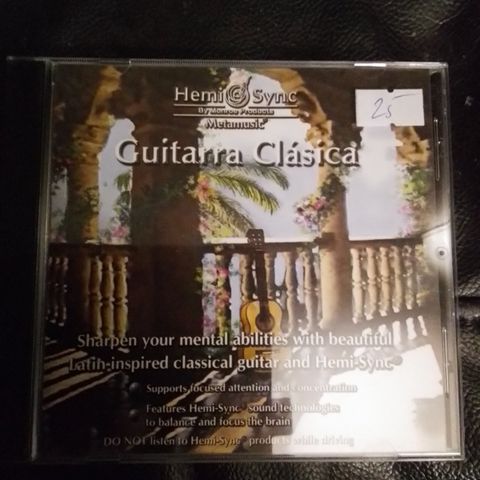 Hemi Sync
By Monroe Products
Metamusic
25-
Guitarra Clásica
Sharpen your mental abilities with beautiful
Latin-inspired classical guitar and Hemi-Sync
Supports focused attention and concentration
Features Hemi-Sync sound technologies
to balance and focus the brain
DO NOT listen to Hemi-Sync products while driving